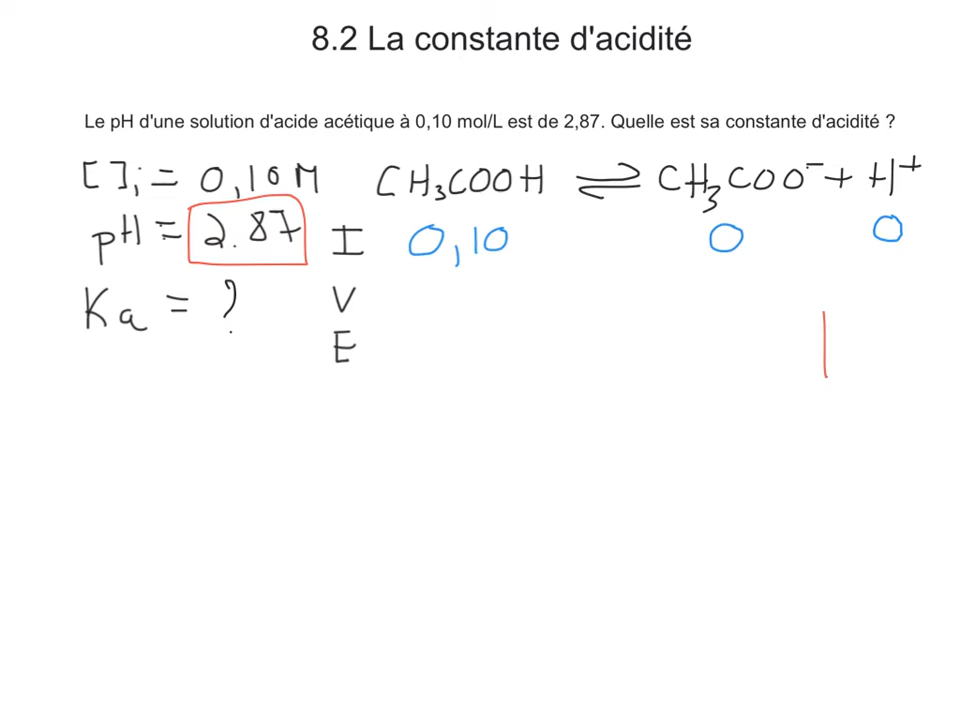 8.2 La constante d'acidité
Le pH d'une solution d'acide acétique à 0,10 mol/L est de 2,87. Quelle est sa constante d'acidité ?
[ ]i = 0,10 M CH₃COOH ⇌ CH₃COO⁻ + H⁺
pH = 2.87 I 0,10 0 0
Ka = ? V
E